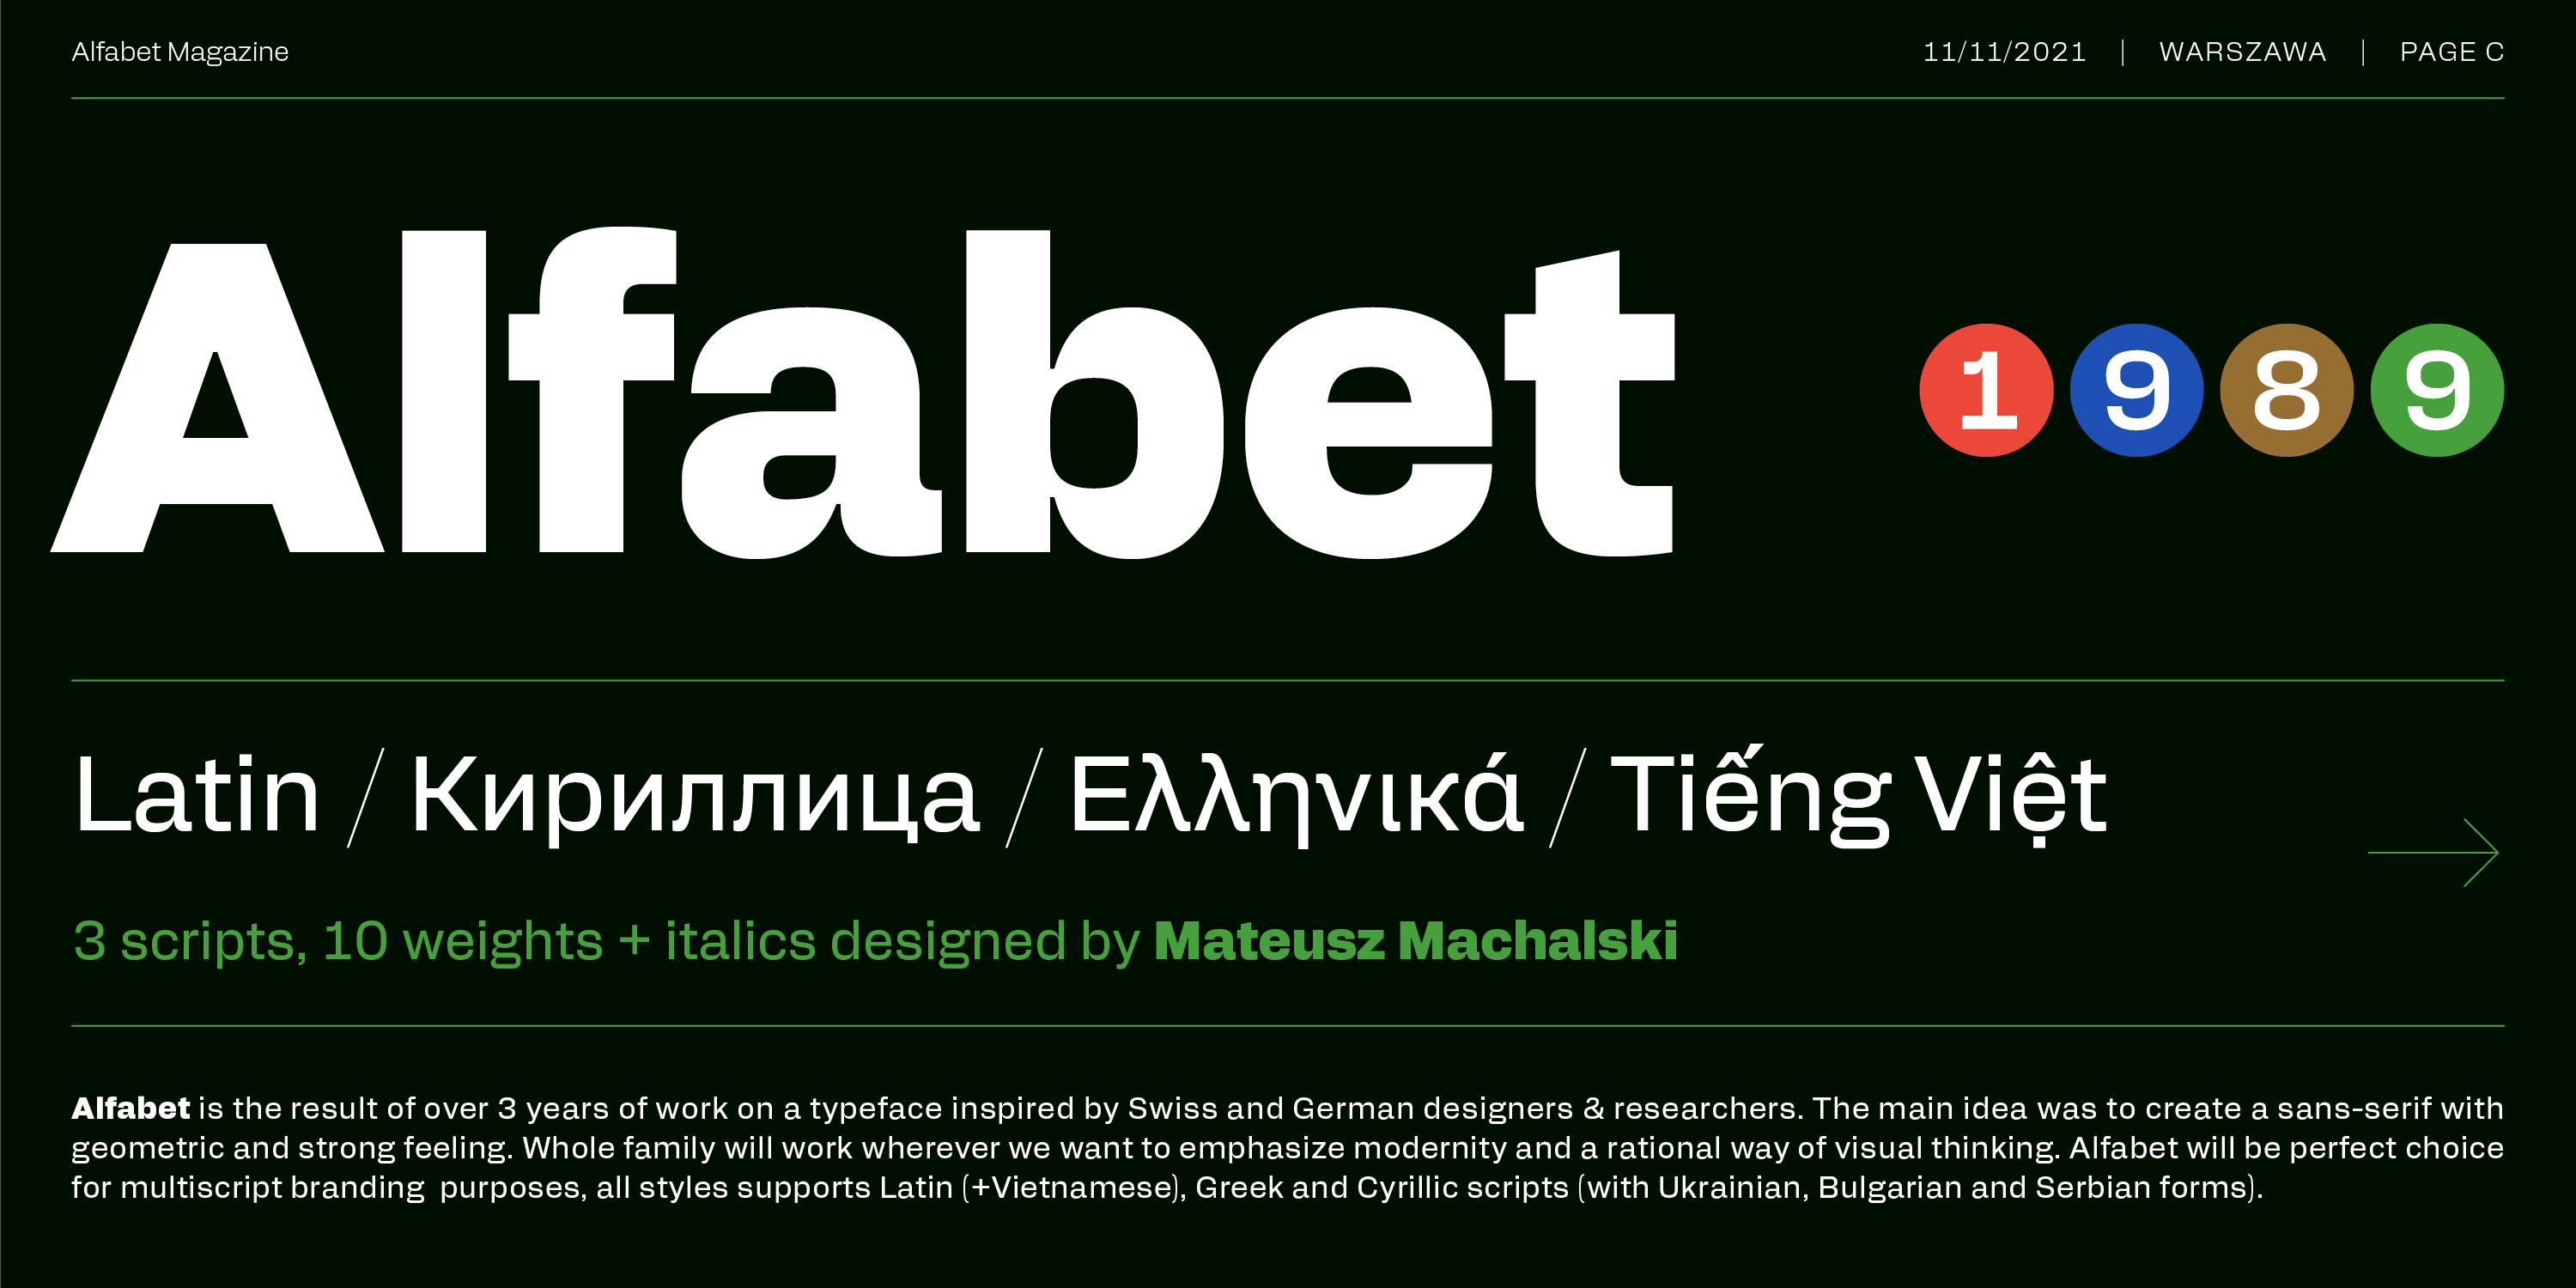 Alfabet Magazine
11/11/2021 | WARSZAWA | PAGE C
Alfabet
1 9 8 9
Latin / Кириллица / Ελληνικά / Tiếng Việt
3 scripts, 10 weights + italics designed by Mateusz Machalski
Alfabet is the result of over 3 years of work on a typeface inspired by Swiss and German designers & researchers. The main idea was to create a sans-serif with
geometric and strong feeling. Whole family will work wherever we want to emphasize modernity and a rational way of visual thinking. Alfabet will be perfect choice
for multiscript branding  purposes, all styles supports Latin (+Vietnamese), Greek and Cyrillic scripts (with Ukrainian, Bulgarian and Serbian forms).